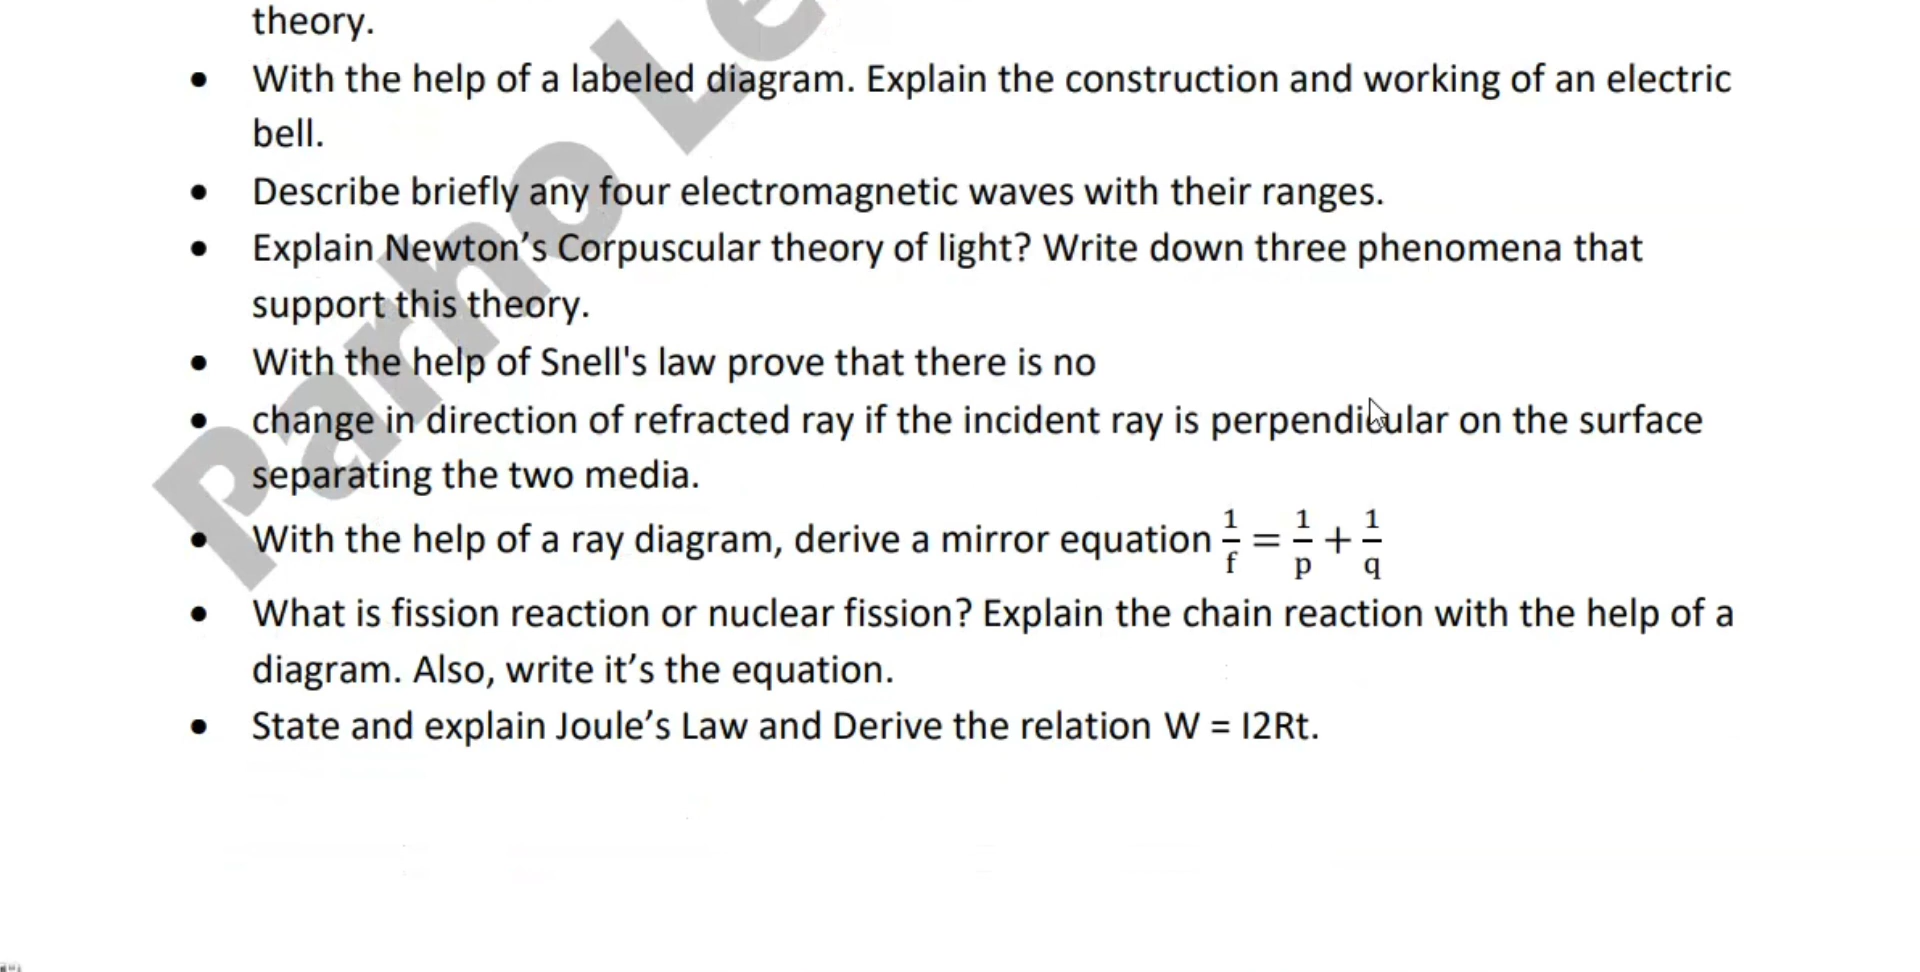 theory.
• With the help of a labeled diagram. Explain the construction and working of an electric
bell.
• Describe briefly any four electromagnetic waves with their ranges.
• Explain Newton’s Corpuscular theory of light? Write down three phenomena that
support this theory.
• With the help of Snell's law prove that there is no
• change in direction of refracted ray if the incident ray is perpendicular on the surface
separating the two media.
• With the help of a ray diagram, derive a mirror equation 1/f = 1/p + 1/q
• What is fission reaction or nuclear fission? Explain the chain reaction with the help of a
diagram. Also, write it’s the equation.
• State and explain Joule’s Law and Derive the relation W = I2Rt.
Parho Le